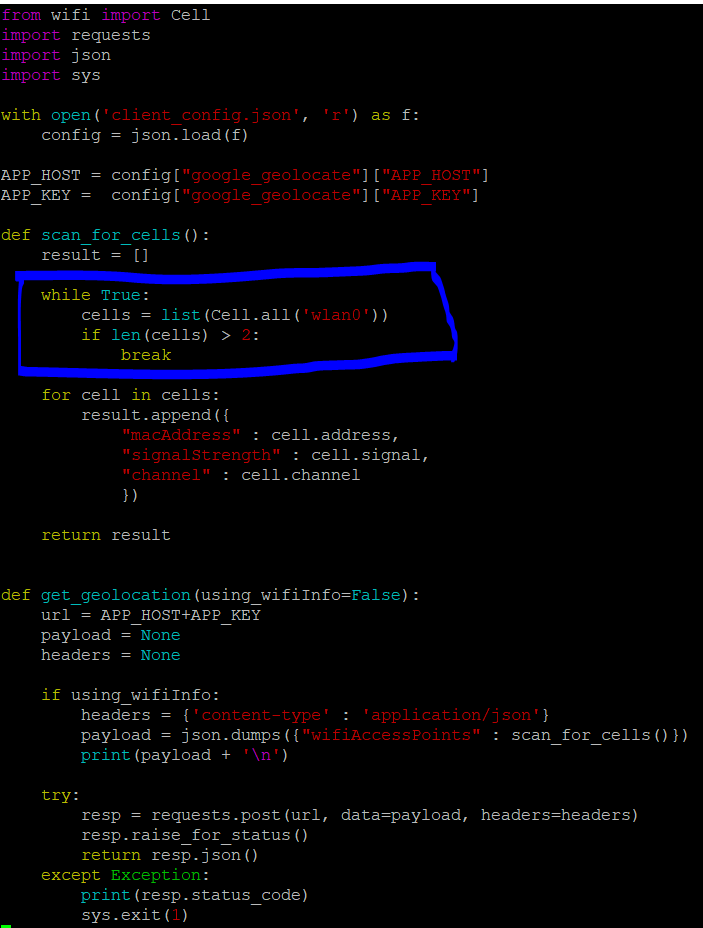 from wifi import Cell
import requests
import json
import sys
with open('client_config.json', 'r') as f:
    config = json.load(f)
APP_HOST = config["google_geolocate"]["APP_HOST"]
APP_KEY =  config["google_geolocate"]["APP_KEY"]
def scan_for_cells():
    result = []
    while True:
        cells = list(Cell.all('wlan0'))
        if len(cells) > 2:
            break
    for cell in cells:
        result.append({
            "macAddress" : cell.address,
            "signalStrength" : cell.signal,
            "channel" : cell.channel
            })
    return result
def get_geolocation(using_wifiInfo=False):
    url = APP_HOST+APP_KEY
    payload = None
    headers = None
    if using_wifiInfo:
        headers = {'content-type' : 'application/json'}
        payload = json.dumps({"wifiAccessPoints" : scan_for_cells()})
        print(payload + '\n')
    try:
        resp = requests.post(url, data=payload, headers=headers)
        resp.raise_for_status()
        return resp.json()
    except Exception:
        print(resp.status_code)
        sys.exit(1)